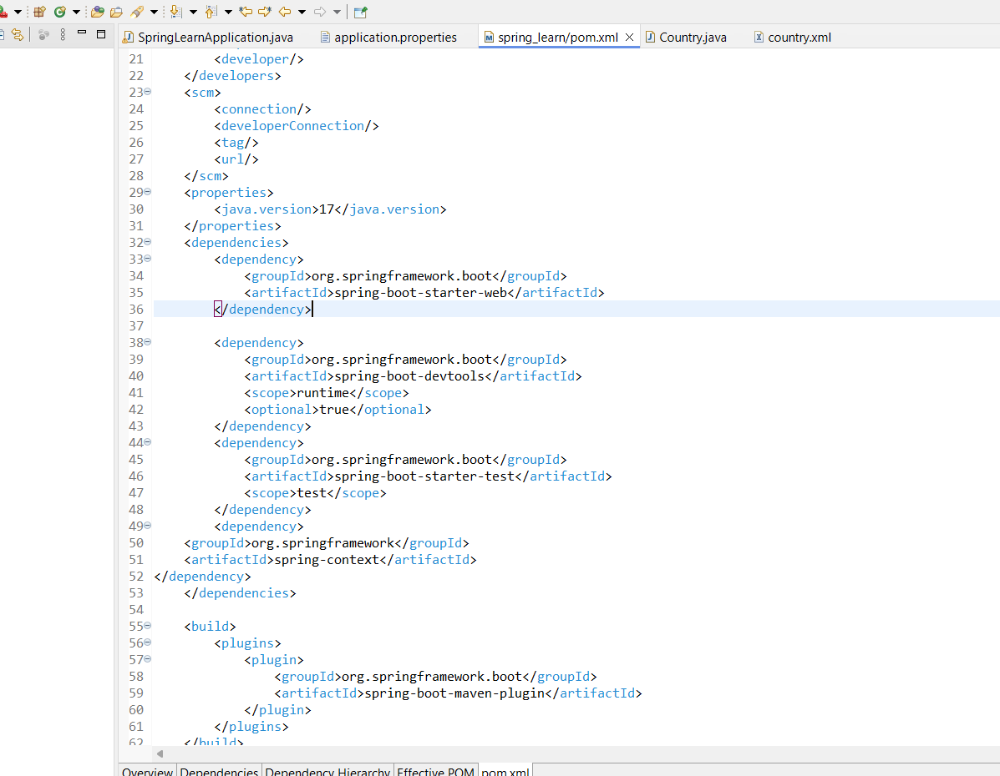 SpringLearnApplication.java application.properties spring_learn/pom.xml Country.java country.xml
21 <developer/>
22 </developers>
23 <scm>
24 <connection/>
25 <developerConnection/>
26 <tag/>
27 <url/>
28 </scm>
29 <properties>
30 <java.version>17</java.version>
31 </properties>
32 <dependencies>
33 <dependency>
34 <groupId>org.springframework.boot</groupId>
35 <artifactId>spring-boot-starter-web</artifactId>
36 </dependency>
37
38 <dependency>
39 <groupId>org.springframework.boot</groupId>
40 <artifactId>spring-boot-devtools</artifactId>
41 <scope>runtime</scope>
42 <optional>true</optional>
43 </dependency>
44 <dependency>
45 <groupId>org.springframework.boot</groupId>
46 <artifactId>spring-boot-starter-test</artifactId>
47 <scope>test</scope>
48 </dependency>
49 <dependency>
50 <groupId>org.springframework</groupId>
51 <artifactId>spring-context</artifactId>
52 </dependency>
53 </dependencies>
54
55 <build>
56 <plugins>
57 <plugin>
58 <groupId>org.springframework.boot</groupId>
59 <artifactId>spring-boot-maven-plugin</artifactId>
60 </plugin>
61 </plugins>
62 </build>
Overview Dependencies Dependency Hierarchy Effective POM pom.xml